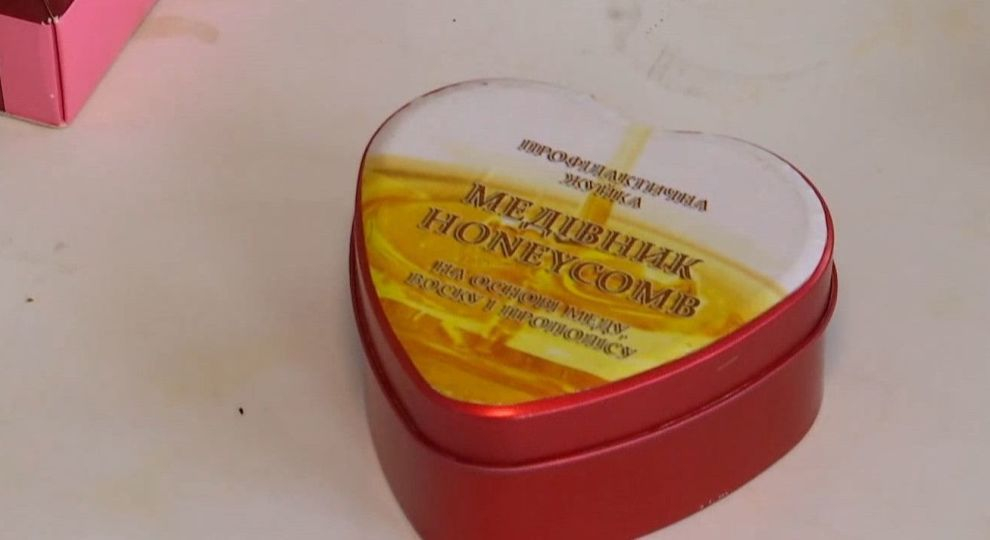 ПРОФІЛАКТИЧНА
ЖУЙКА
МЕДІВНИК
HONEYCOMB
НА ОСНОВІ МЕДУ,
ВОСКУ І ПРОПОЛІСУ